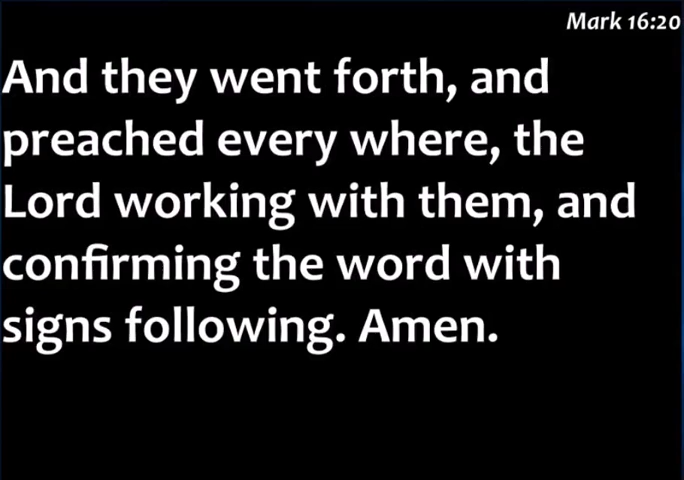 Mark 16:20
And they went forth, and
preached every where, the
Lord working with them, and
confirming the word with
signs following. Amen.